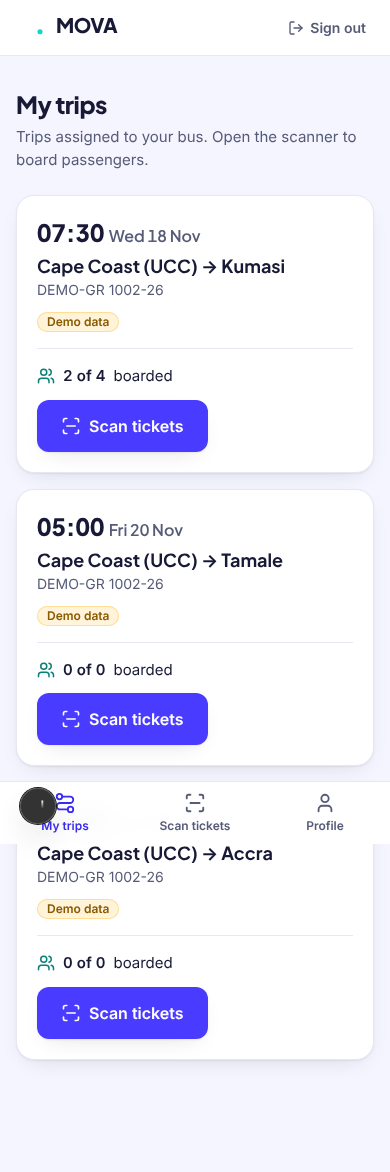 MOVA
Sign out
My trips
Trips assigned to your bus. Open the scanner to
board passengers.
07:30 Wed 18 Nov
Cape Coast (UCC) → Kumasi
DEMO-GR 1002-26
Demo data
2 of 4 boarded
Scan tickets
05:00 Fri 20 Nov
Cape Coast (UCC) → Tamale
DEMO-GR 1002-26
Demo data
0 of 0 boarded
Scan tickets
My trips
Scan tickets
Profile
Cape Coast (UCC) → Accra
DEMO-GR 1002-26
Demo data
0 of 0 boarded
Scan tickets